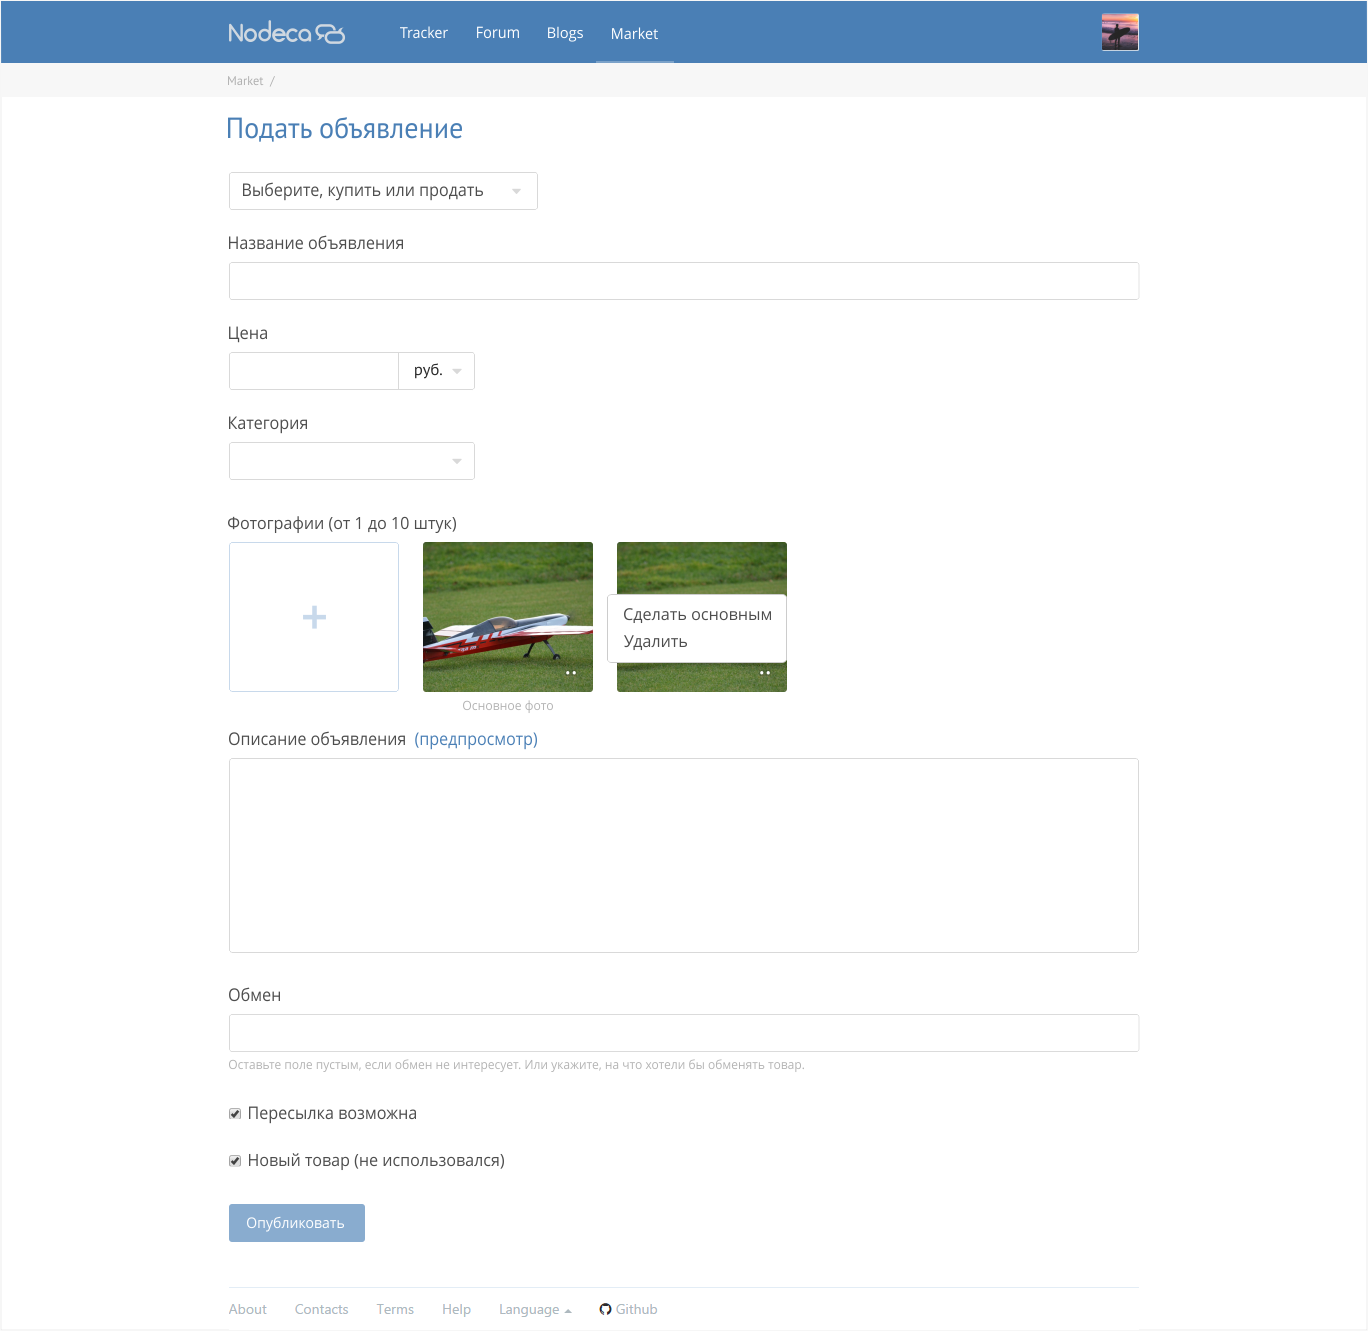 Nodeca
Tracker Forum Blogs Market
Market /
Подать объявление
Выберите, купить или продать
Название объявления
Цена
руб.
Категория
Фотографии (от 1 до 10 штук)
+
Сделать основным
Удалить
Основное фото
Описание объявления (предпросмотр)
Обмен
Оставьте поле пустым, если обмен не интересует. Или укажите, на что хотели бы обменять товар.
Пересылка возможна
Новый товар (не использовался)
Опубликовать
About Contacts Terms Help Language Github